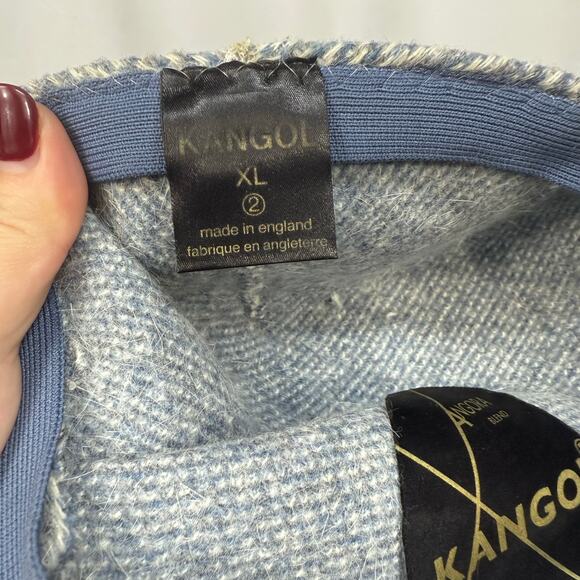 KANGOL
XL
2
made in england
fabrique en angleterre
ANGORA
BLEND
KANGOL